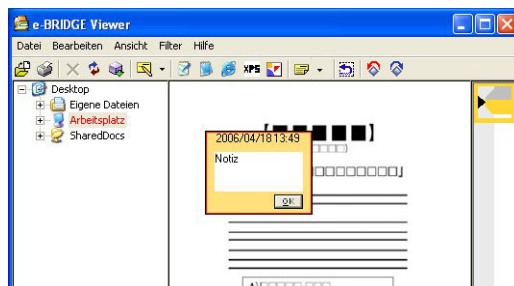 e-BRIDGE Viewer
Datei Bearbeiten Ansicht Filter Hilfe
XPS
Desktop
Eigene Dateien
Arbeitsplatz
SharedDocs
2006/04/18 13:49
Notiz
OK